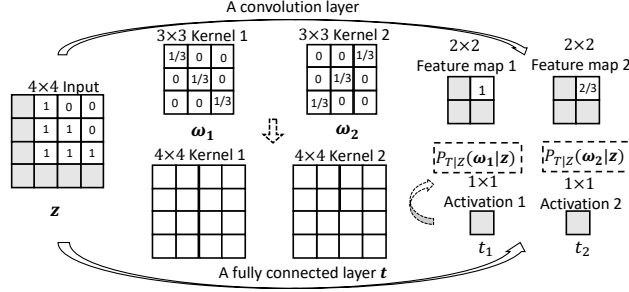 A convolution layer
3×3 Kernel 1
3×3 Kernel 2
2×2
2×2
Feature map 1
Feature map 2
4×4 Input
1/3 0 0
0 1/3 0
0 0 1/3
0 0 1/3
0 1/3 0
1/3 0 0
1
2/3
1 0 0
1 1 0
1 1 1
ω₁
ω₂
z
4×4 Kernel 1
4×4 Kernel 2
P_{T|Z}(ω₁|z)
P_{T|Z}(ω₂|z)
1×1
1×1
Activation 1
Activation 2
t₁
t₂
A fully connected layer t